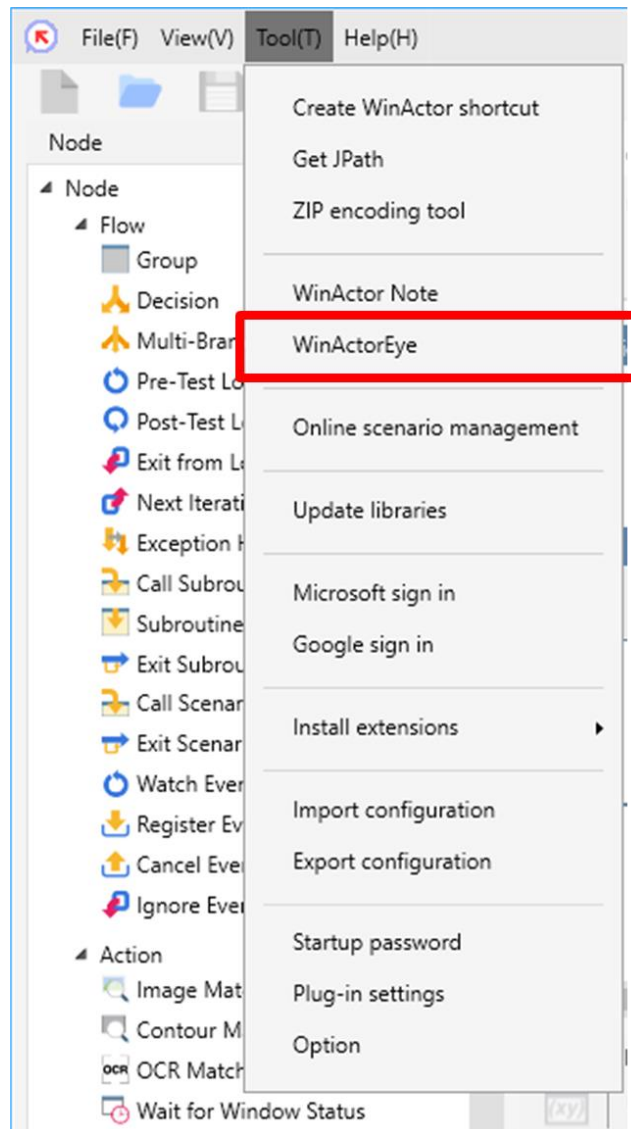 File(F) View(V) Tool(T) Help(H)
Create WinActor shortcut
Get JPath
ZIP encoding tool
WinActor Note
WinActorEye
Online scenario management
Update libraries
Microsoft sign in
Google sign in
Install extensions
Import configuration
Export configuration
Startup password
Plug-in settings
Option
Node
Node
Flow
Group
Decision
Multi-Bran
Pre-Test Lo
Post-Test L
Exit from Lo
Next Iterati
Exception H
Call Subrou
Subroutine
Exit Subrou
Call Scenar
Exit Scenar
Watch Ever
Register Ev
Cancel Eve
Ignore Ever
Action
Image Mat
Contour M
OCR OCR Match
Wait for Window Status
(xy)